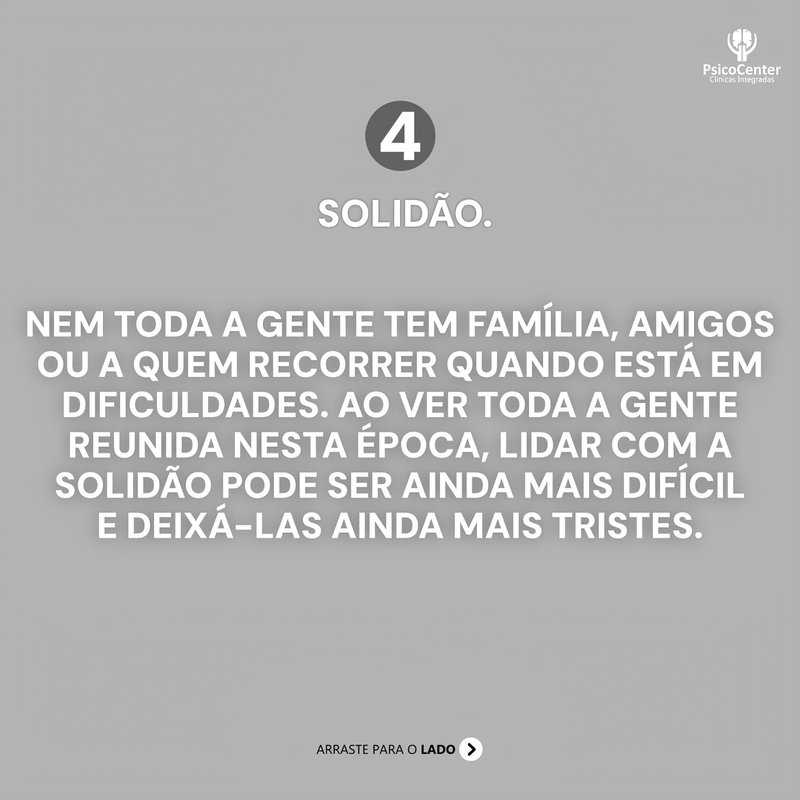 PsicoCenter
Clínicas Integradas
4
SOLIDÃO.
NEM TODA A GENTE TEM FAMÍLIA, AMIGOS
OU A QUEM RECORRER QUANDO ESTÁ EM
DIFICULDADES. AO VER TODA A GENTE
REUNIDA NESTA ÉPOCA, LIDAR COM A
SOLIDÃO PODE SER AINDA MAIS DIFÍCIL
E DEIXÁ-LAS AINDA MAIS TRISTES.
ARRASTE PARA O LADO